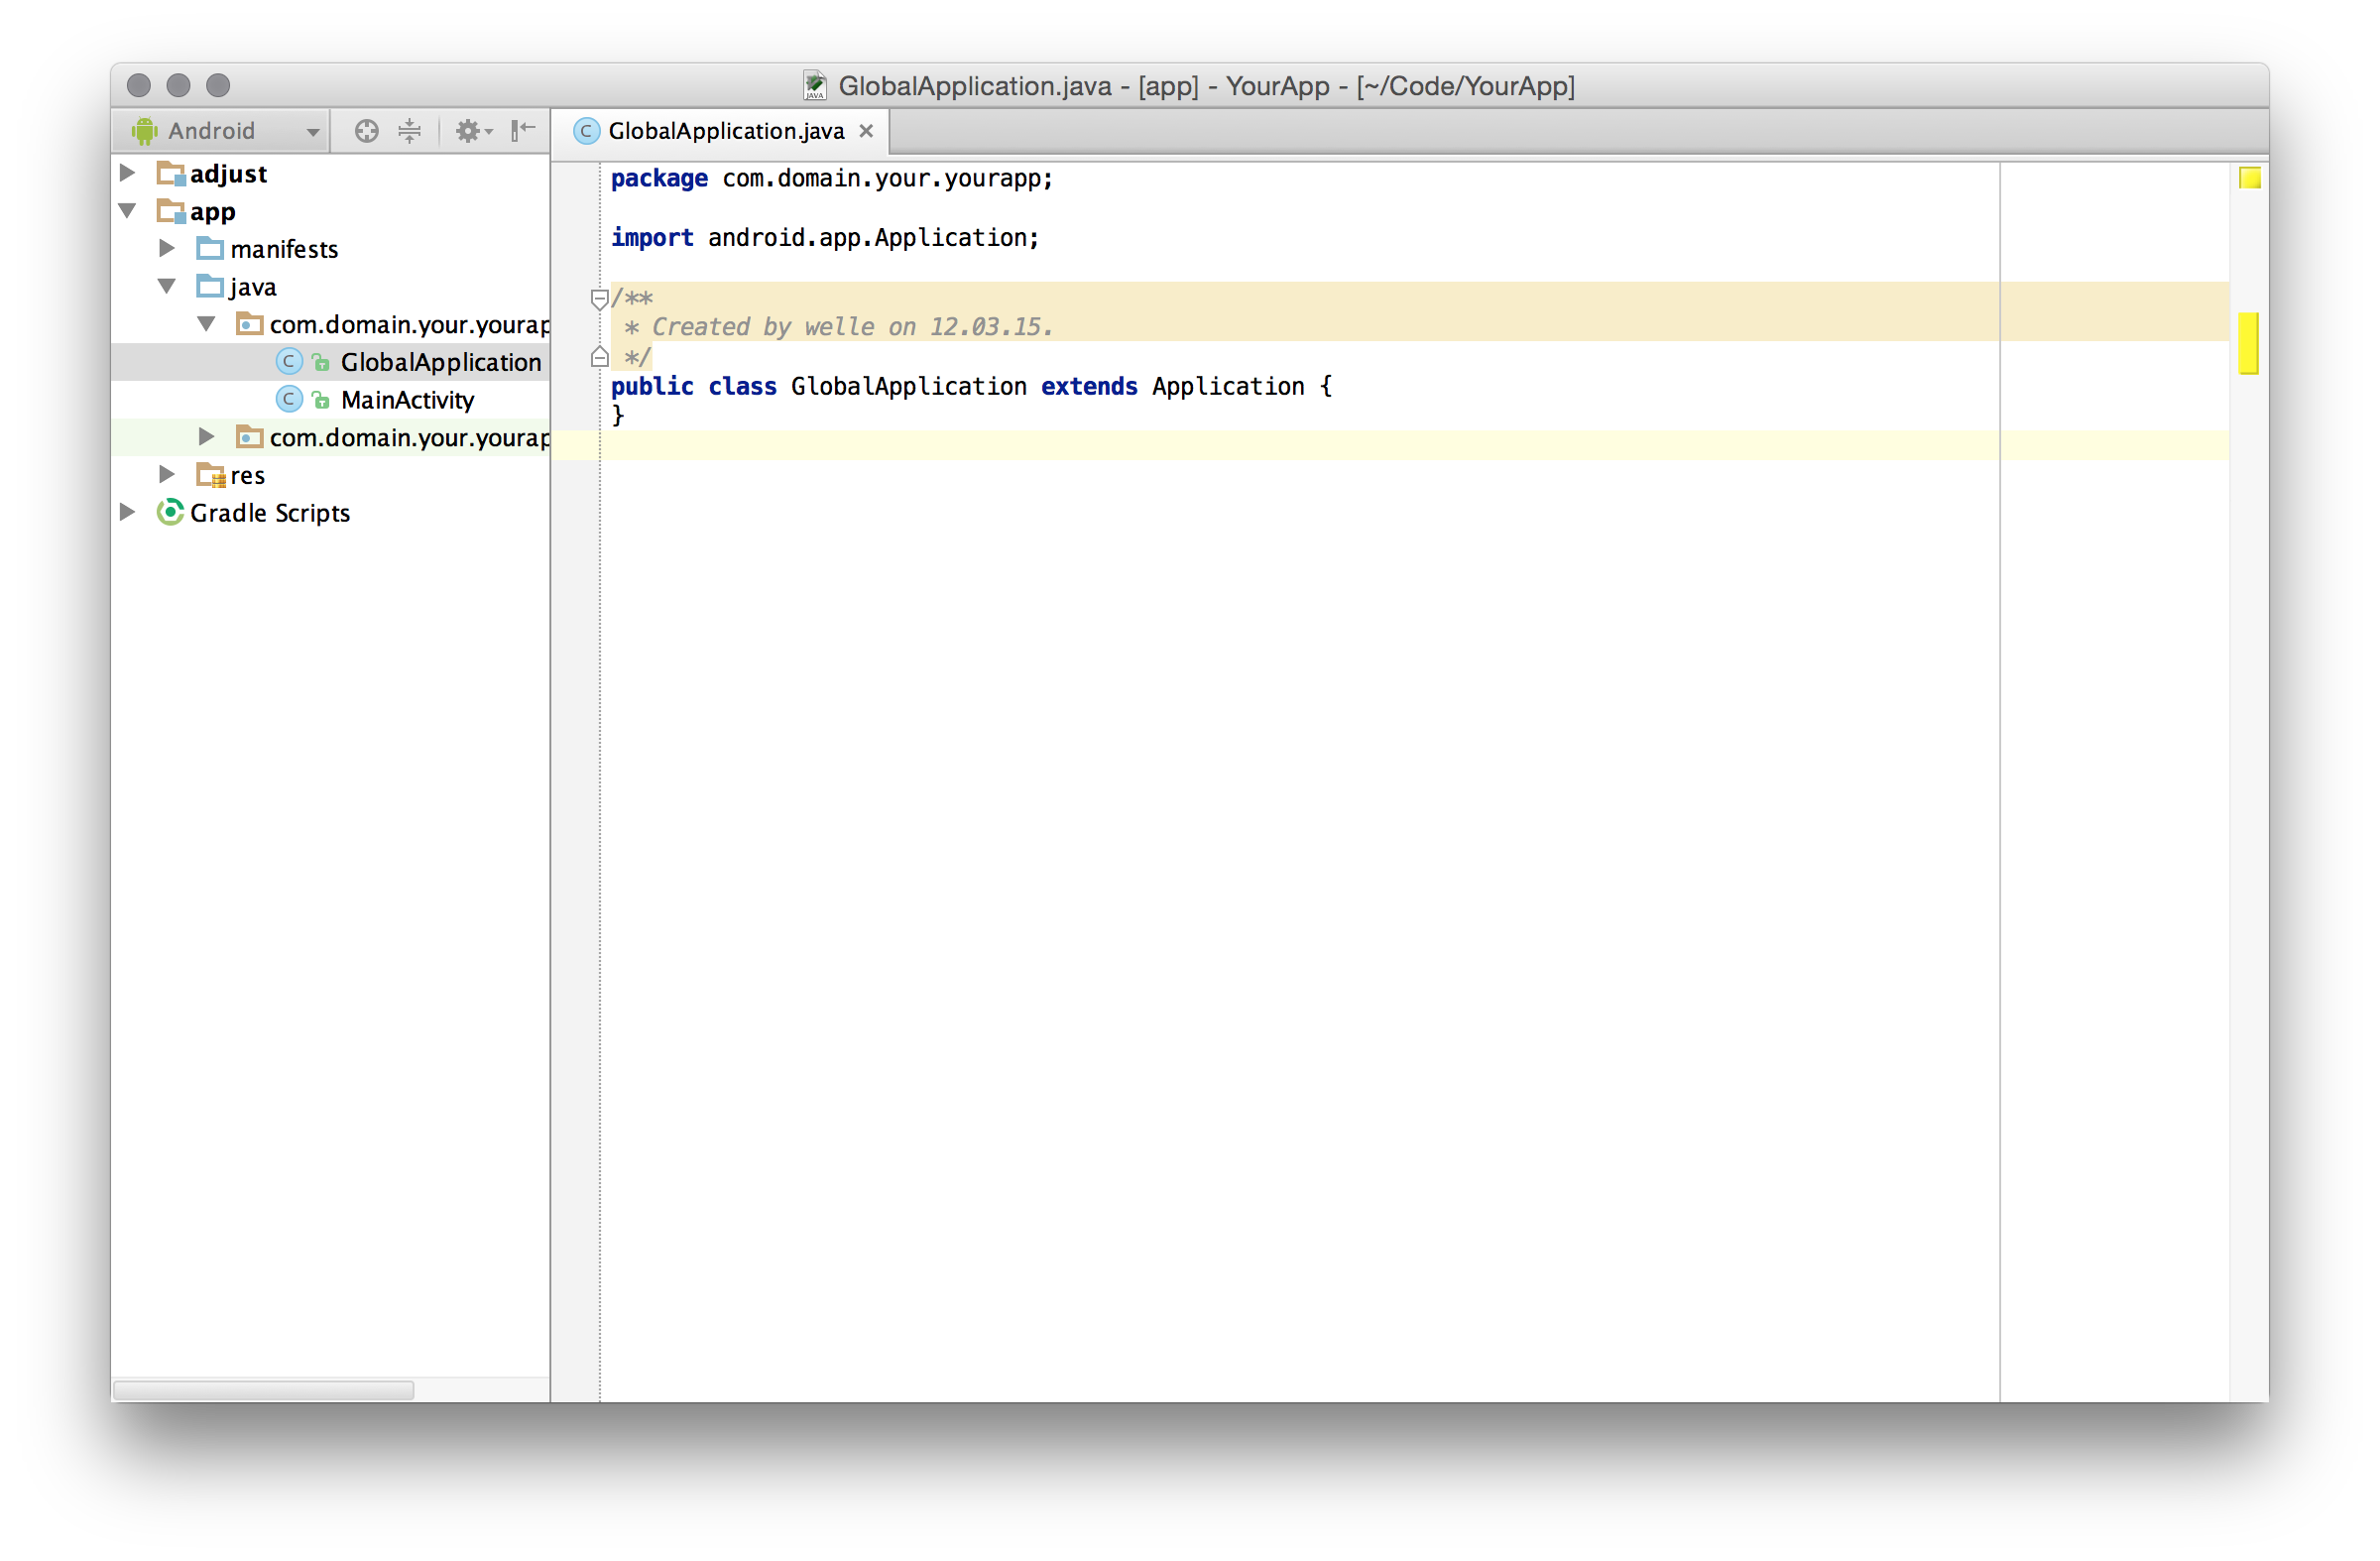 GlobalApplication.java - [app] - YourApp - [~/Code/YourApp]
Android
GlobalApplication.java
adjust
app
manifests
java
com.domain.your.yourap
GlobalApplication
MainActivity
com.domain.your.yourap
res
Gradle Scripts
package com.domain.your.yourapp;
import android.app.Application;
/**
* Created by welle on 12.03.15.
*/
public class GlobalApplication extends Application {
}